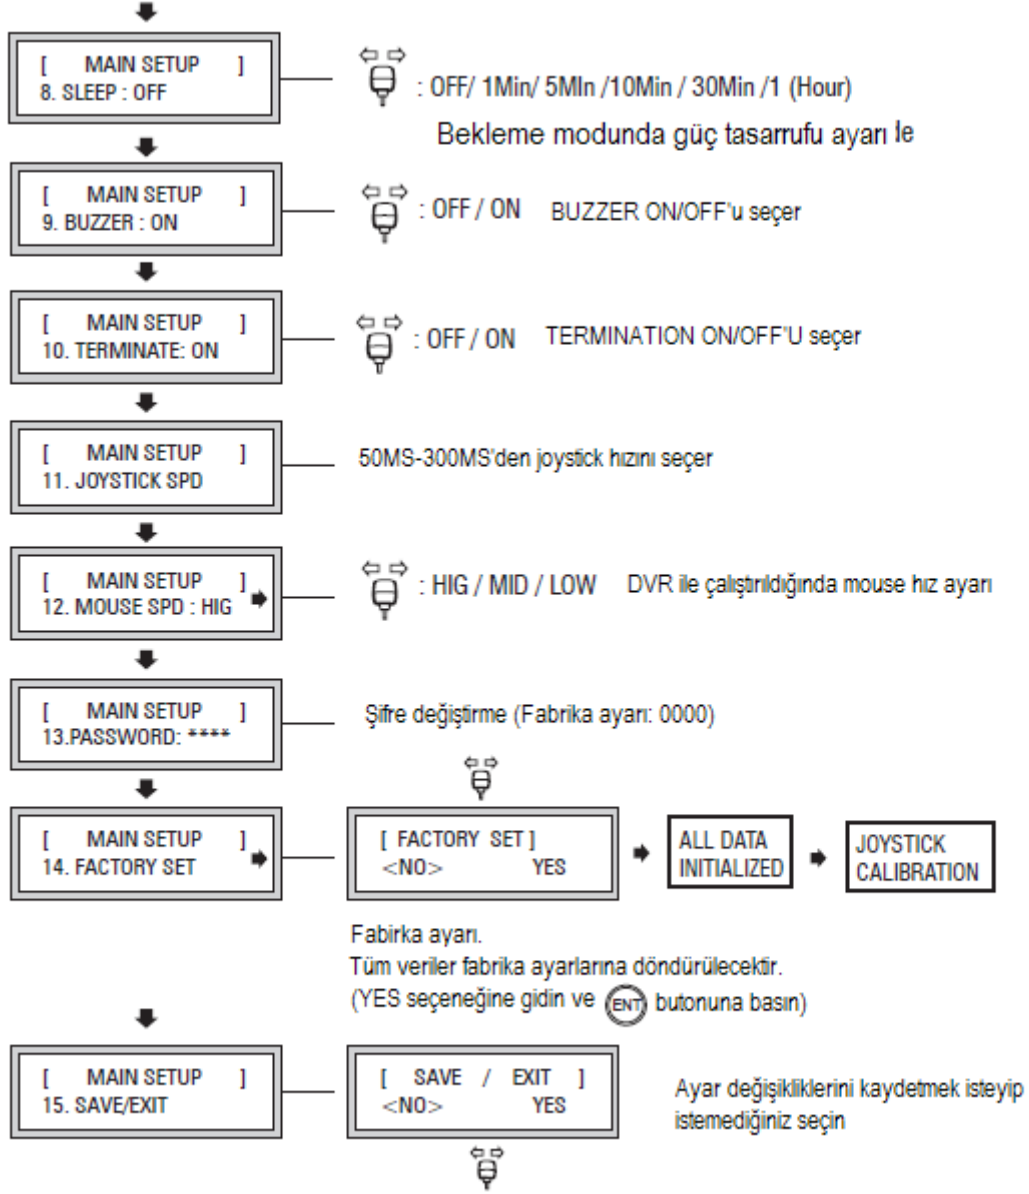 [ MAIN SETUP ]
8. SLEEP : OFF
: OFF/ 1Min/ 5MIn /10Min / 30Min /1 (Hour)
Bekleme modunda güç tasarrufu ayarı le
[ MAIN SETUP ]
9. BUZZER : ON
: OFF / ON BUZZER ON/OFF'u seçer
[ MAIN SETUP ]
10. TERMINATE: ON
: OFF / ON TERMINATION ON/OFF'U seçer
[ MAIN SETUP ]
11. JOYSTICK SPD
50MS-300MS'den joystick hızını seçer
[ MAIN SETUP ]
12. MOUSE SPD : HIG
: HIG / MID / LOW DVR ile çalıştırıldığında mouse hız ayarı
[ MAIN SETUP ]
13.PASSWORD: ****
Şifre değiştirme (Fabrika ayarı: 0000)
[ MAIN SETUP ]
14. FACTORY SET
[ FACTORY SET ]
<NO> YES
ALL DATA
INITIALIZED
JOYSTICK
CALIBRATION
Fabirka ayarı.
Tüm veriler fabrika ayarlarına döndürülecektir.
(YES seçeneğine gidin ve ENT butonuna basın)
[ MAIN SETUP ]
15. SAVE/EXIT
[ SAVE / EXIT ]
<NO> YES
Ayar değişikliklerini kaydetmek isteyip
istemediğiniz seçin